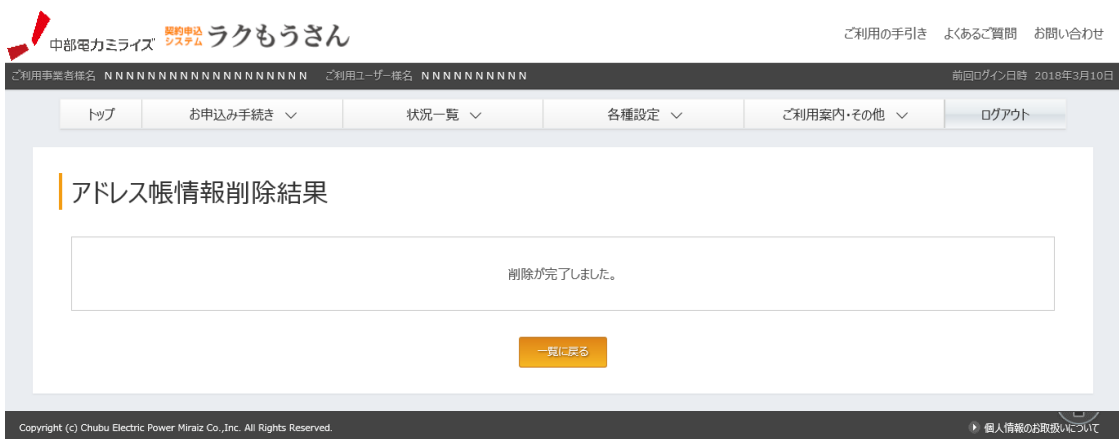 中部電力ミライズ 契約申込システム ラクもうさん ご利用の手引き よくあるご質問 お問い合わせ
ご利用事業者様名 NNNNNNNNNNNNNNNNNNN ご利用ユーザー様名 NNNNNNNNNN 前回ログイン日時 2018年3月10日
トップ お申込み手続き 状況一覧 各種設定 ご利用案内・その他 ログアウト
アドレス帳情報削除結果
削除が完了しました。
一覧に戻る
Copyright (c) Chubu Electric Power Miraiz Co.,Inc. All Rights Reserved. 個人情報のお取扱いについて